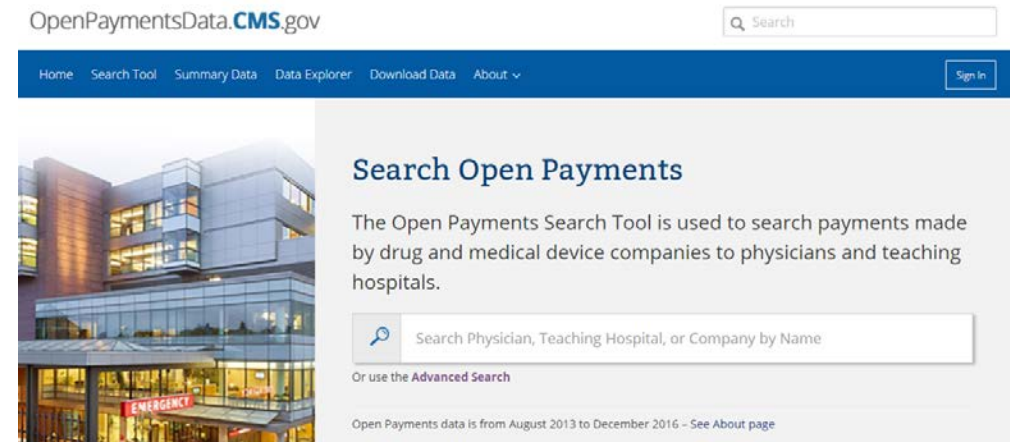 OpenPaymentsData.CMS.gov
Search
Home Search Tool Summary Data Data Explorer Download Data About
Sign In
Search Open Payments
The Open Payments Search Tool is used to search payments made
by drug and medical device companies to physicians and teaching
hospitals.
Search Physician, Teaching Hospital, or Company by Name
Or use the Advanced Search
EMERGENCY
Open Payments data is from August 2013 to December 2016 – See About page